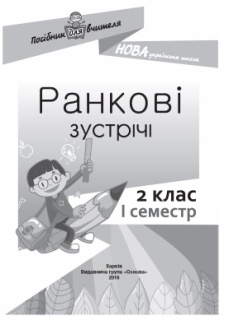 Посібник для вчителя
НОВА українська школа
Ранкові
зустрічі
2 клас
І семестр
Харків
Видавнича група «Основа»
2019